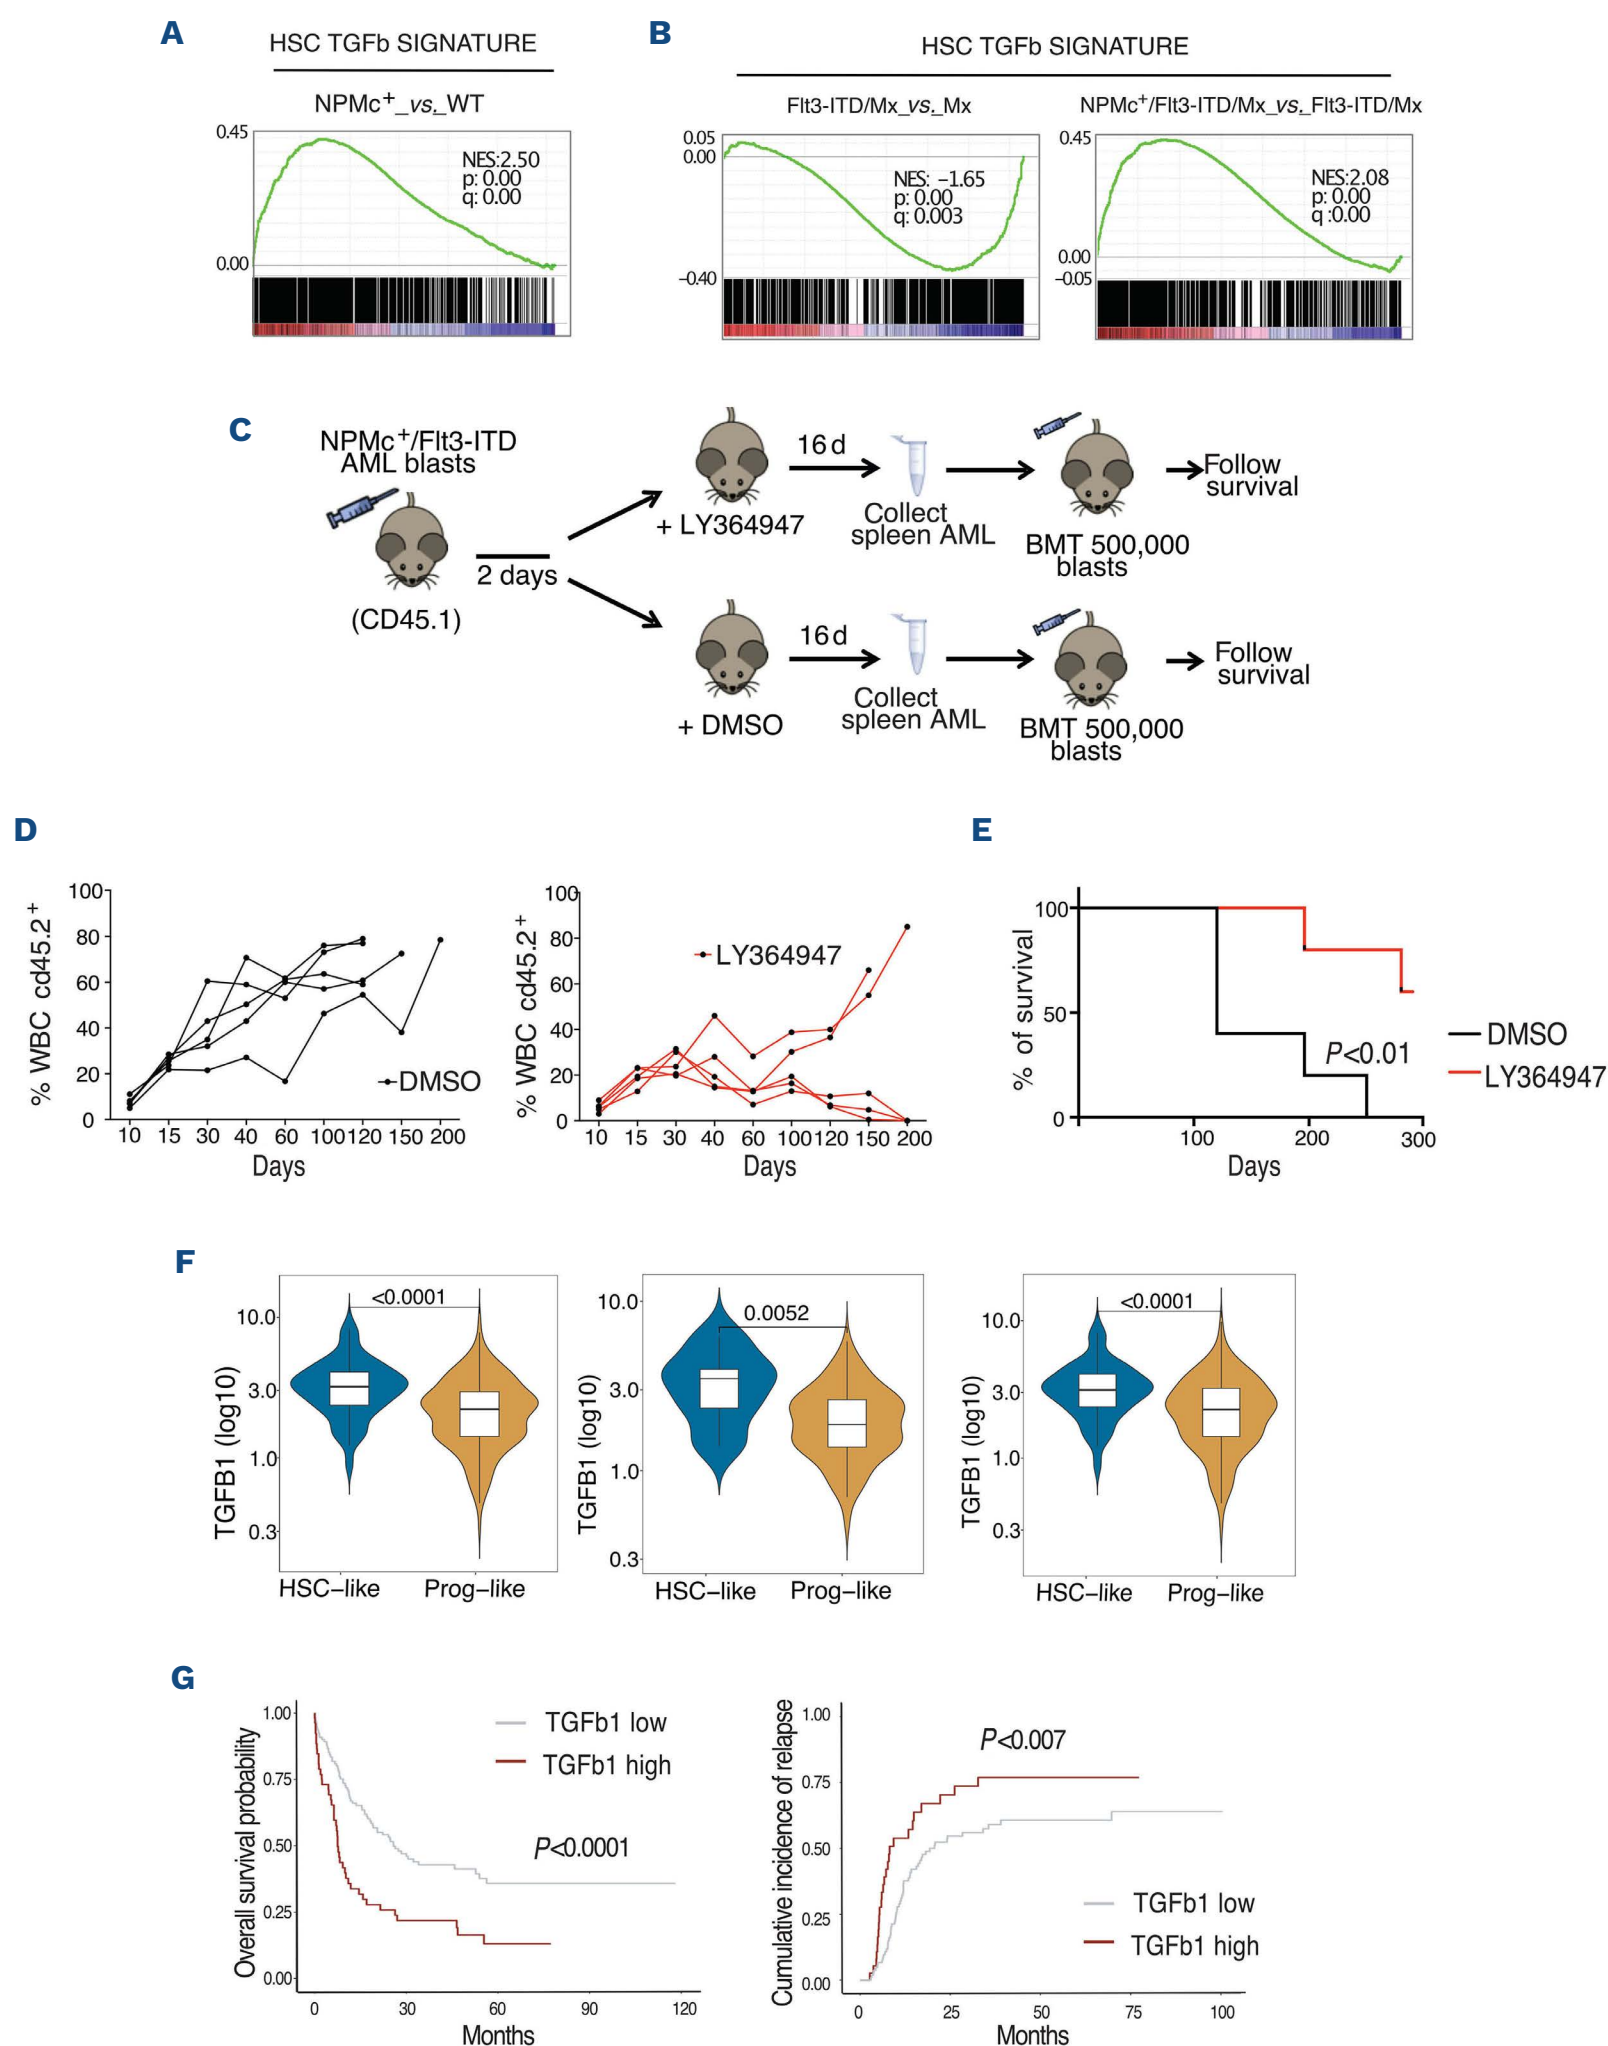 A
HSC TGFb SIGNATURE
NPMc+_vs._WT
0.45
NES:2.50
p: 0.00
q: 0.00
0.00
B
HSC TGFb SIGNATURE
Flt3-ITD/Mx_vs._Mx
0.05
0.00
NES: −1.65
p: 0.00
q: 0.003
−0.40
NPMc+/Flt3-ITD/Mx_vs._Flt3-ITD/Mx
0.45
NES:2.08
p: 0.00
q :0.00
0.00
−0.05
C
NPMc+/Flt3-ITD
AML blasts
(CD45.1)
2 days
+ LY364947
16 d
Collect
spleen AML
BMT 500,000
blasts
Follow
survival
+ DMSO
16 d
Collect
spleen AML
BMT 500,000
blasts
Follow
survival
D
% WBC cd45.2+
100
80
60
40
20
0
DMSO
10 15 30 40 60 100 120 150 200
Days
% WBC cd45.2+
100
80
60
40
20
0
LY364947
10 15 30 40 60 100 120 150 200
Days
E
% of survival
100
50
0
P<0.01
100 200 300
Days
DMSO
LY364947
F
TGFB1 (log10)
10.0
3.0
1.0
0.3
<0.0001
HSC−like Prog−like
TGFB1 (log10)
10.0
3.0
1.0
0.3
0.0052
HSC−like Prog−like
TGFB1 (log10)
10.0
3.0
1.0
0.3
<0.0001
HSC−like Prog−like
G
Overall survival probability
1.00
0.75
0.50
0.25
0.00
TGFb1 low
TGFb1 high
P<0.0001
0 30 60 90 120
Months
Cumulative incidence of relapse
1.00
0.75
0.50
0.25
0.00
P<0.007
TGFb1 low
TGFb1 high
0 25 50 75 100
Months